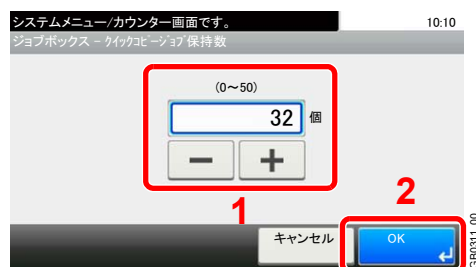 システムメニュー/カウンター画面です。
10:10
ジョブボックス - クイックコピージョブ保持数
(0～50)
32 個
－ ＋
1
2
キャンセル
OK
GB0311_00